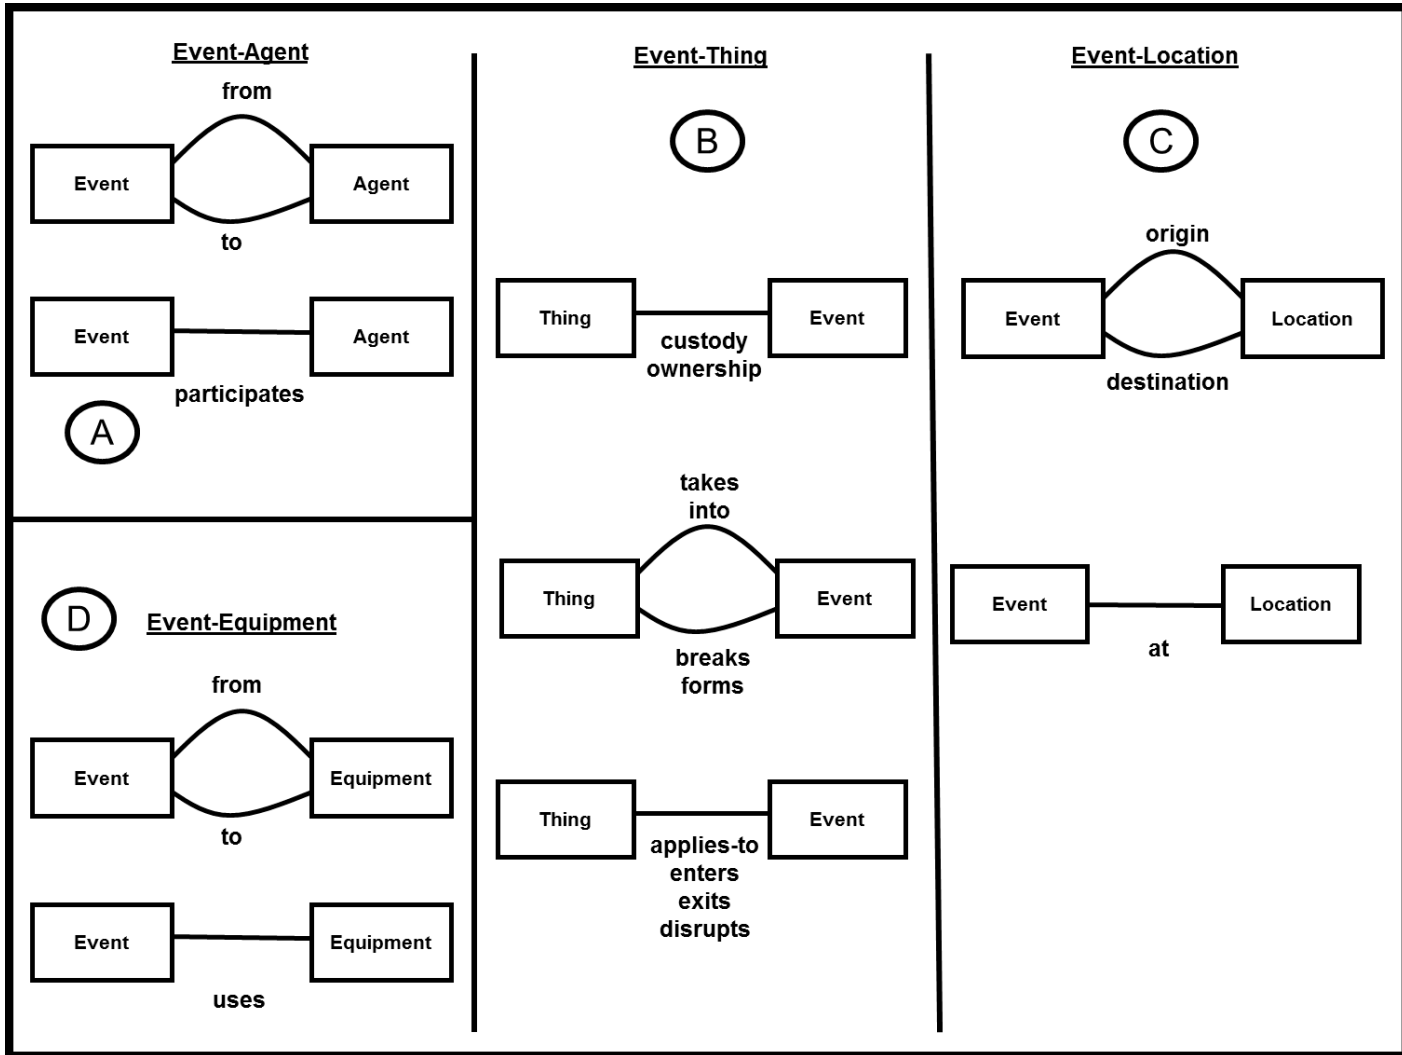 Event-Agent
from
Event
Agent
to
Event
Agent
participates
A
D
Event-Equipment
from
Event
Equipment
to
Event
Equipment
uses
Event-Thing
B
Thing
Event
custody
ownership
takes
into
Thing
Event
breaks
forms
Thing
Event
applies-to
enters
exits
disrupts
Event-Location
C
origin
Event
Location
destination
Event
Location
at